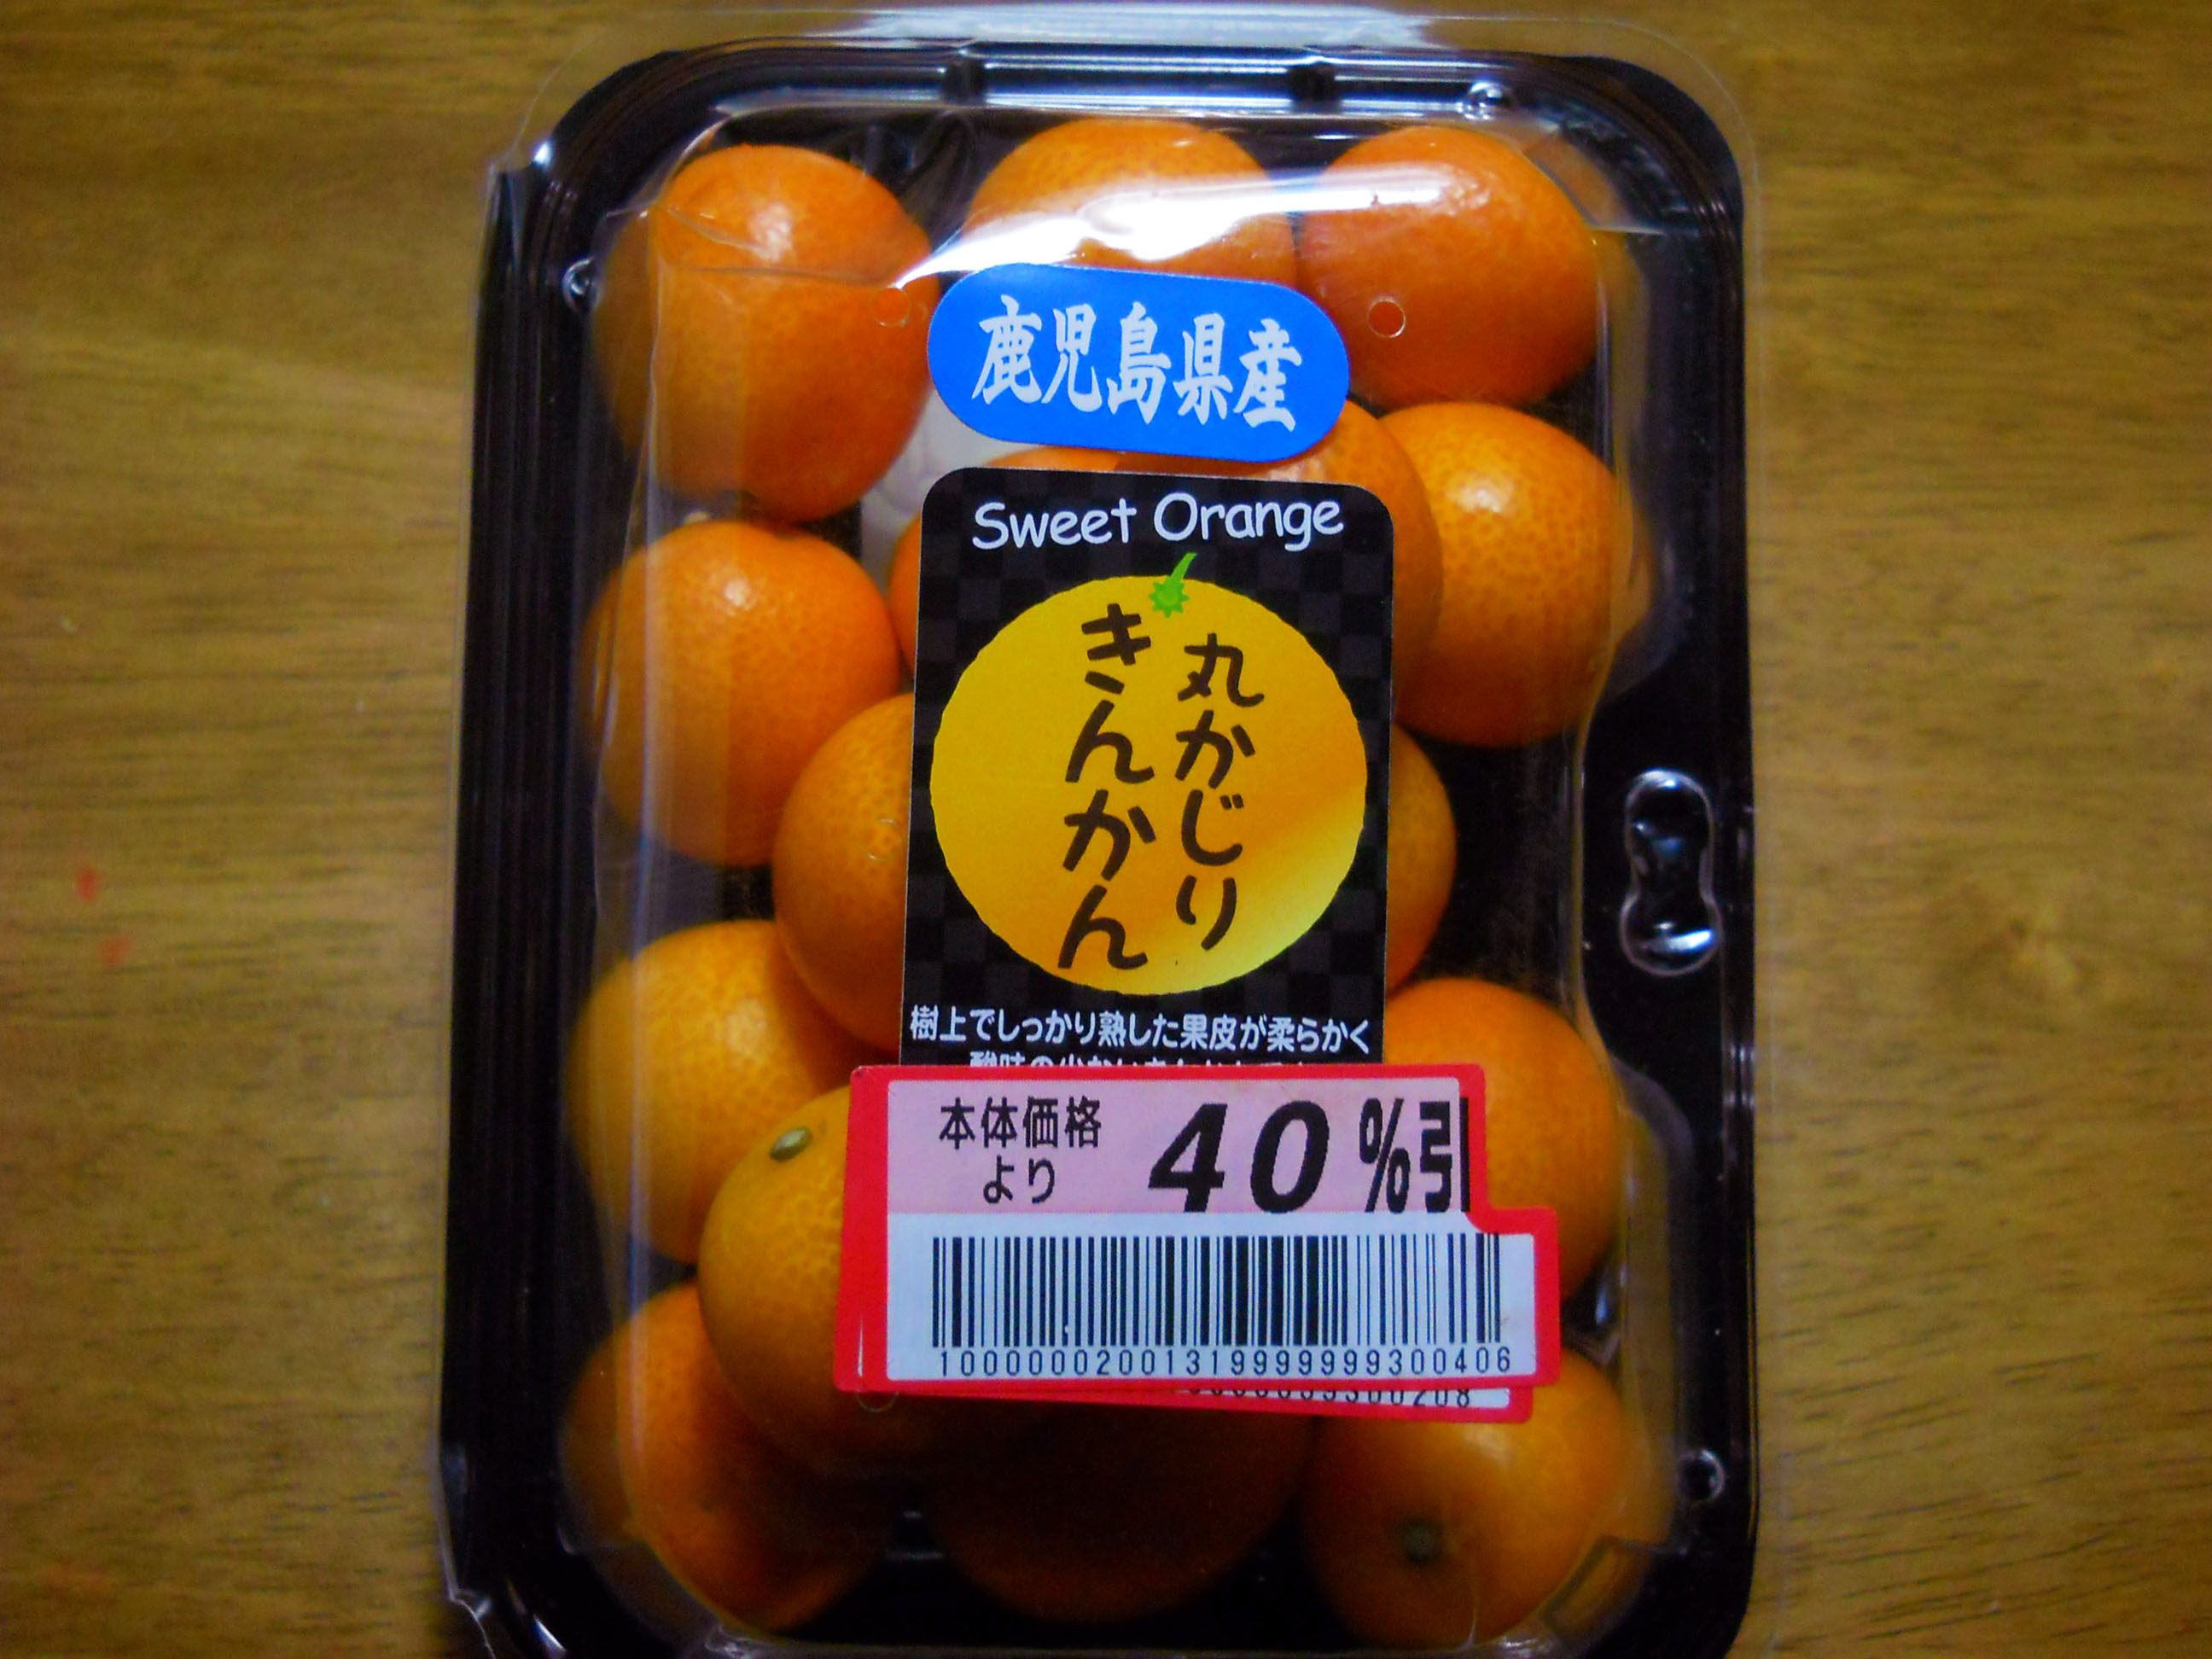 鹿児島県産
Sweet Orange
丸かじり
きんかん
樹上でしっかり熟した果皮が柔らかく
本体価格
より
40%引
1000000200131999999930​0406